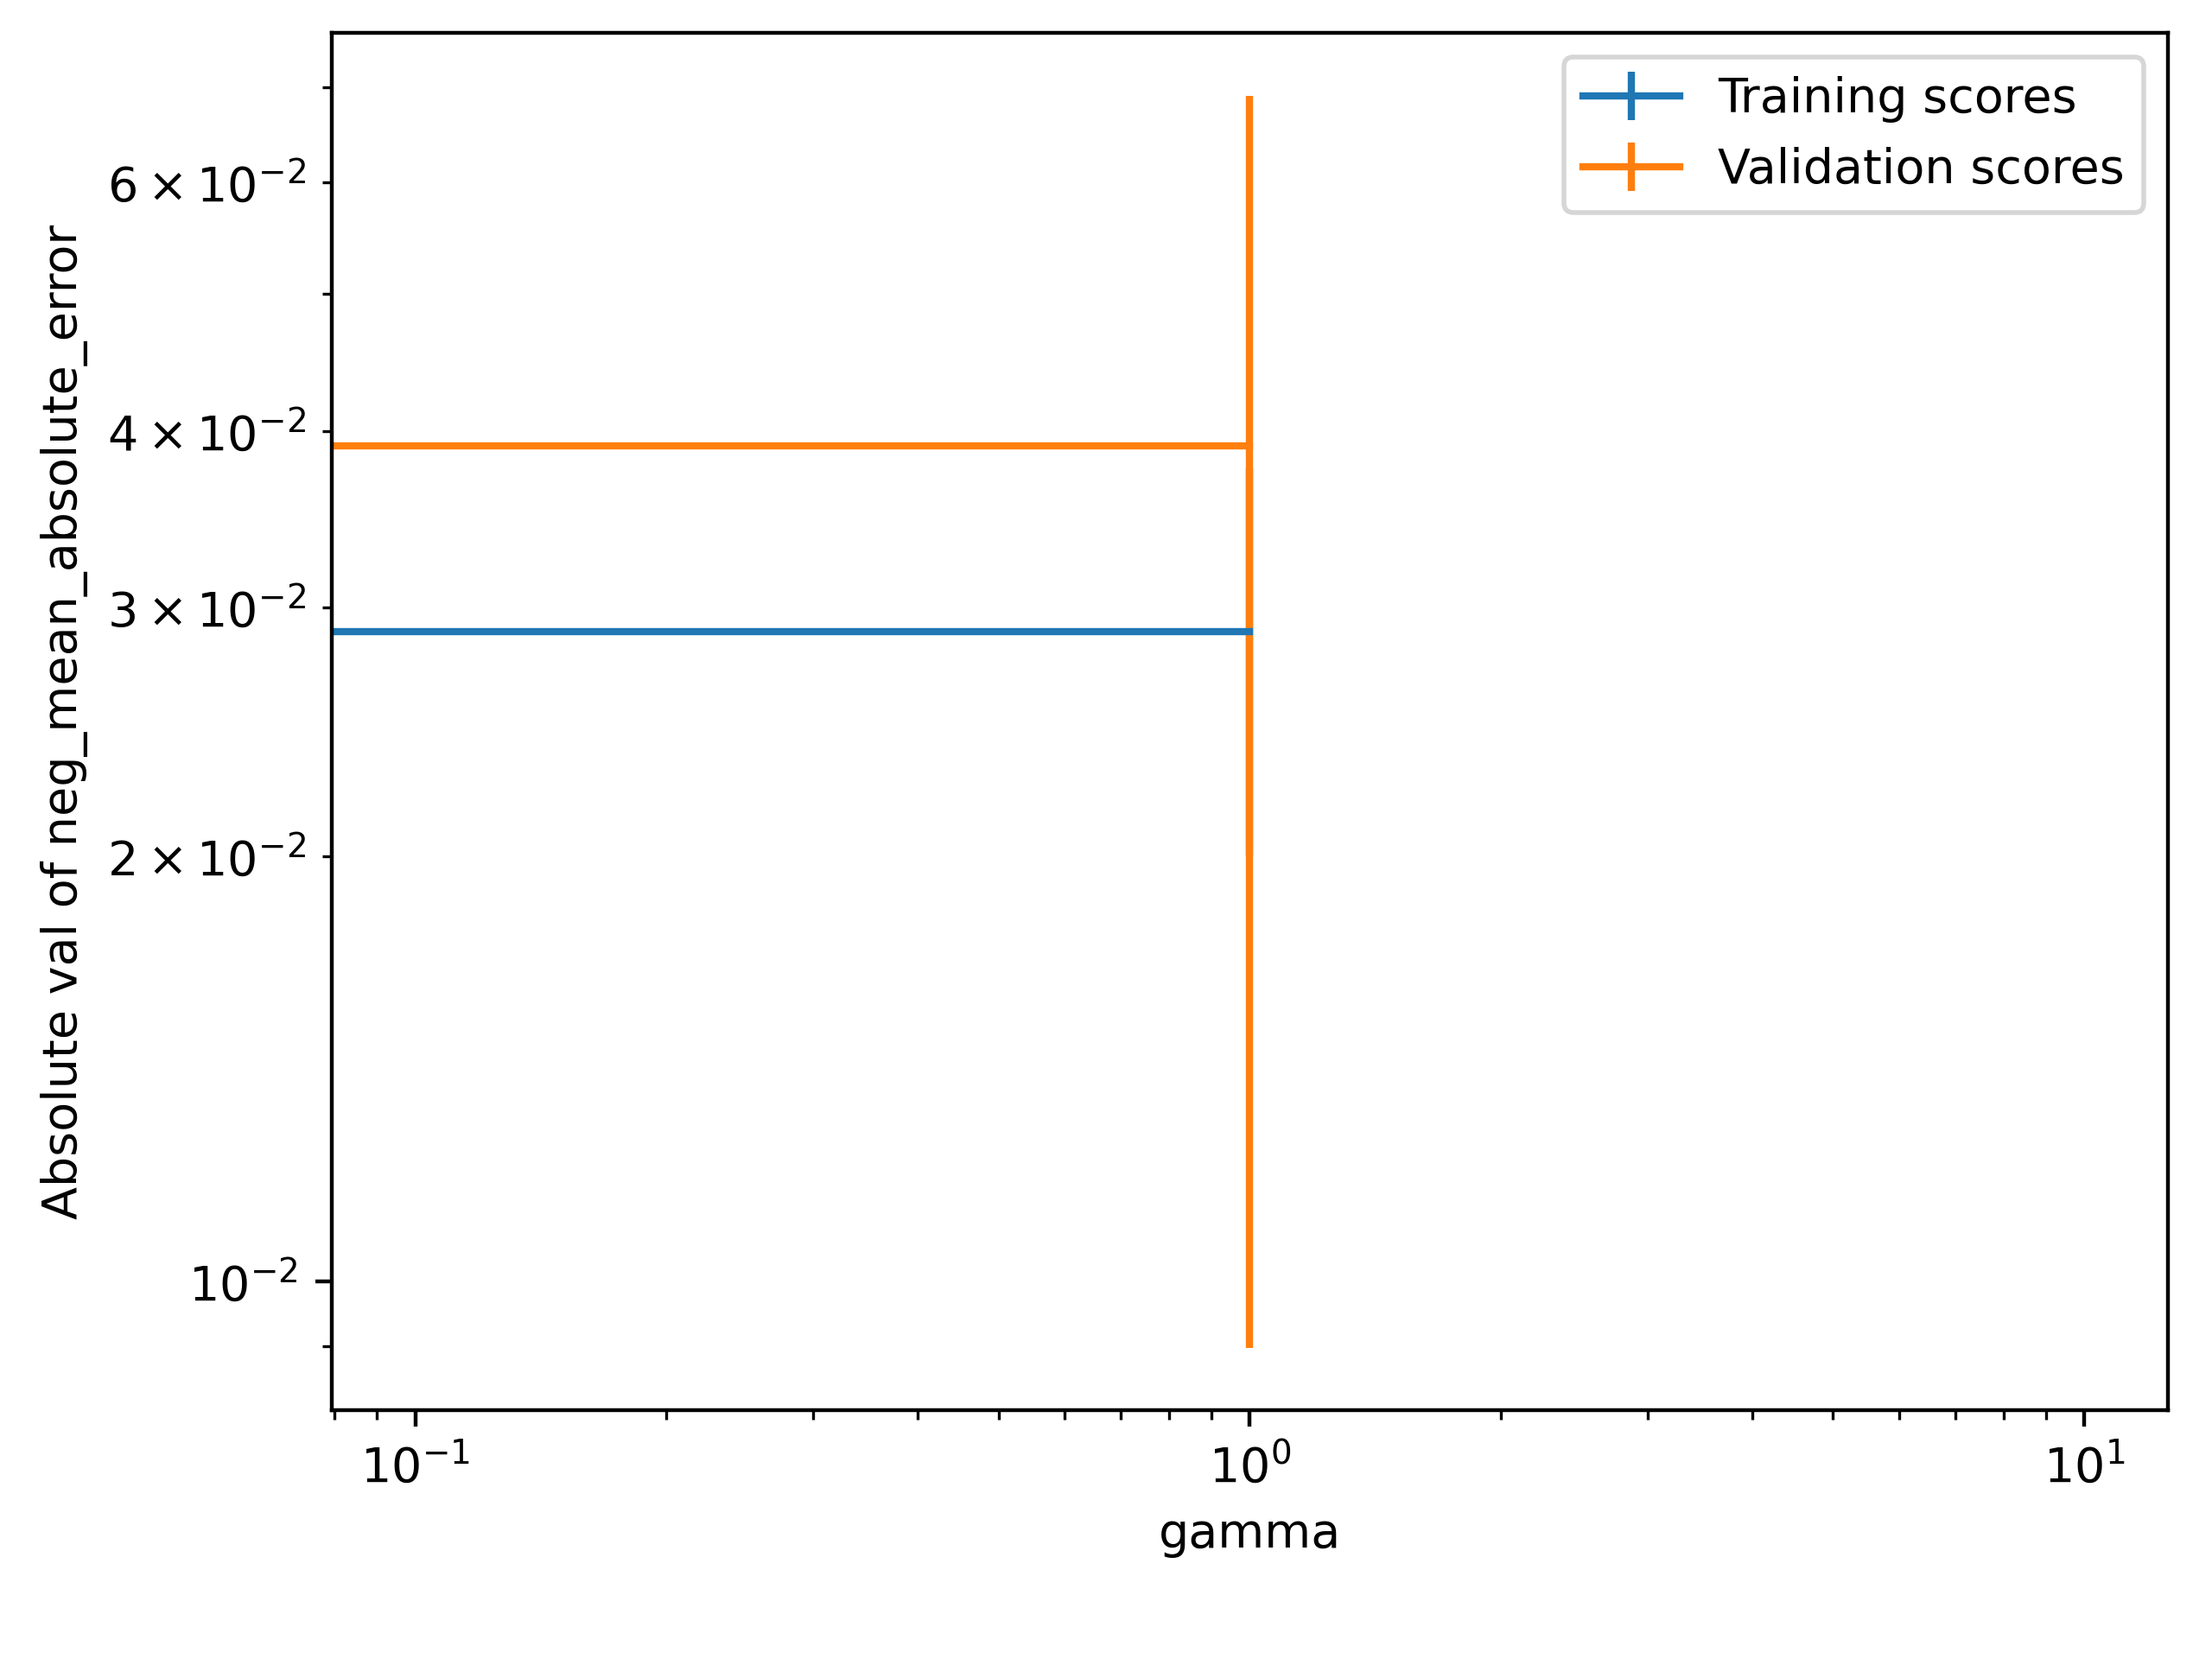 Training scores
Validation scores
Absolute val of neg_mean_absolute_error
6 × 10⁻²
4 × 10⁻²
3 × 10⁻²
2 × 10⁻²
10⁻²
10⁻¹
10⁰
10¹
gamma